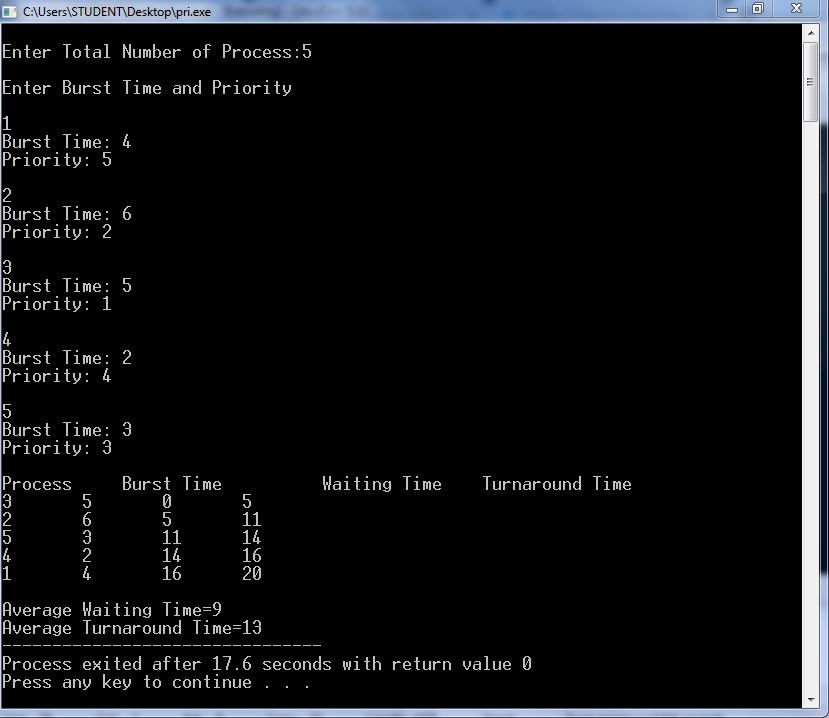 C:\Users\STUDENT\Desktop\pri.exe
Enter Total Number of Process:5
Enter Burst Time and Priority
1
Burst Time: 4
Priority: 5
2
Burst Time: 6
Priority: 2
3
Burst Time: 5
Priority: 1
4
Burst Time: 2
Priority: 4
5
Burst Time: 3
Priority: 3
Process     Burst Time          Waiting Time    Turnaround Time
3       5       0       5
2       6       5       11
5       3       11      14
4       2       14      16
1       4       16      20
Average Waiting Time=9
Average Turnaround Time=13
--------------------------------
Process exited after 17.6 seconds with return value 0
Press any key to continue . . .